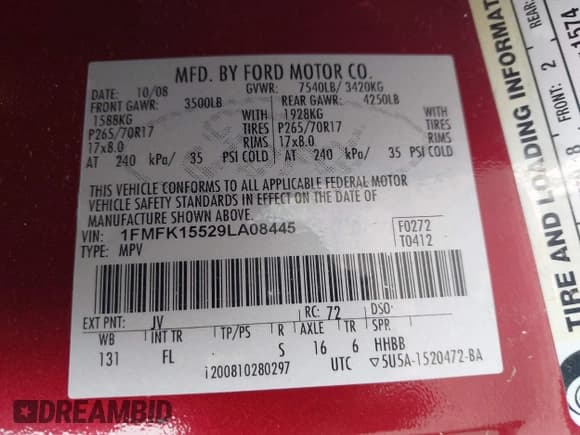 MFD. BY FORD MOTOR CO.
DATE: 10/08 GVWR: 7540LB/ 3420KG
FRONT GAWR: 3500LB REAR GAWR: 4250LB
1588KG WITH 1928KG WITH
P265/70R17 TIRES P265/70R17 TIRES
17x8.0 RIMS 17x8.0 RIMS
AT 240 kPa/ 35 PSI COLD AT 240 kPa/ 35 PSI COLD
THIS VEHICLE CONFORMS TO ALL APPLICABLE FEDERAL MOTOR
VEHICLE SAFETY STANDARDS IN EFFECT ON THE DATE OF
MANUFACTURE SHOWN ABOVE.
VIN: 1FMFK15529LA08445 F0272
TYPE: MPV T0412
EXT PNT: JV RC: 72 DSO:
WB INT TR TP/PS R AXLE TR SPR
131 FL S 16 6 HHBB
i200810280297 UTC ▽5U5A-1520472-BA
TIRE AND LOADING INFORMAT
REAR:
FRONT: 2
8
1574
DREAMBID